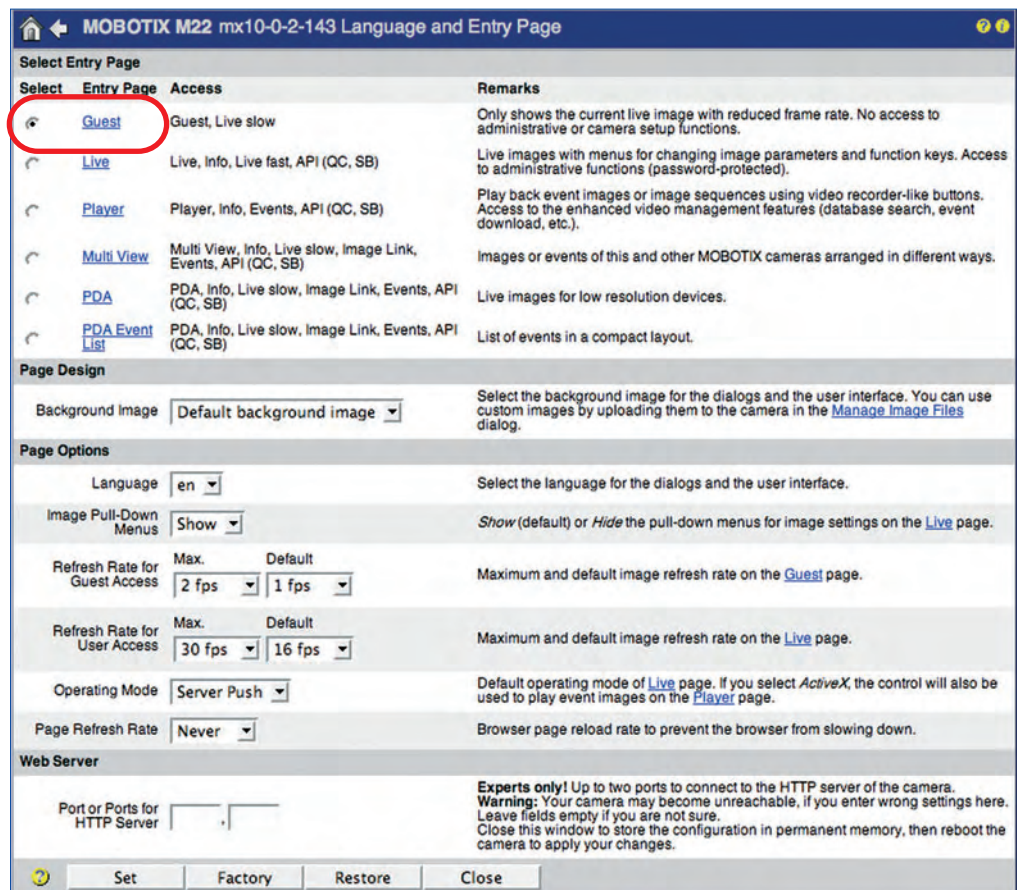 MOBOTIX M22 mx10-0-2-143 Language and Entry Page
Select Entry Page
Select Entry Page Access Remarks
Guest Guest, Live slow Only shows the current live image with reduced frame rate. No access to
administrative or camera setup functions.
Live Live, Info, Live fast, API (QC, SB) Live images with menus for changing image parameters and function keys. Access
to administrative functions (password-protected).
Player Player, Info, Events, API (QC, SB) Play back event images or image sequences using video recorder-like buttons.
Access to the enhanced video management features (database search, event
download, etc.).
Multi View Multi View, Info, Live slow, Image Link,
Events, API (QC, SB) Images or events of this and other MOBOTIX cameras arranged in different ways.
PDA PDA, Info, Live slow, Image Link, Events, API
(QC, SB) Live images for low resolution devices.
PDA Event
List PDA, Info, Live slow, Image Link, Events, API
(QC, SB) List of events in a compact layout.
Page Design
Background Image Default background image Select the background image for the dialogs and the user interface. You can use
custom images by uploading them to the camera in the Manage Image Files
dialog.
Page Options
Language en Select the language for the dialogs and the user interface.
Image Pull-Down
Menus Show Show (default) or Hide the pull-down menus for image settings on the Live page.
Refresh Rate for
Guest Access Max. Default
2 fps 1 fps Maximum and default image refresh rate on the Guest page.
Refresh Rate for
User Access Max. Default
30 fps 16 fps Maximum and default image refresh rate on the Live page.
Operating Mode Server Push Default operating mode of Live page. If you select ActiveX, the control will also be
used to play event images on the Player page.
Page Refresh Rate Never Browser page reload rate to prevent the browser from slowing down.
Web Server
Port or Ports for
HTTP Server , Experts only! Up to two ports to connect to the HTTP server of the camera.
Warning: Your camera may become unreachable, if you enter wrong settings here.
Leave fields empty if you are not sure.
Close this window to store the configuration in permanent memory, then reboot the
camera to apply your changes.
? Set Factory Restore Close